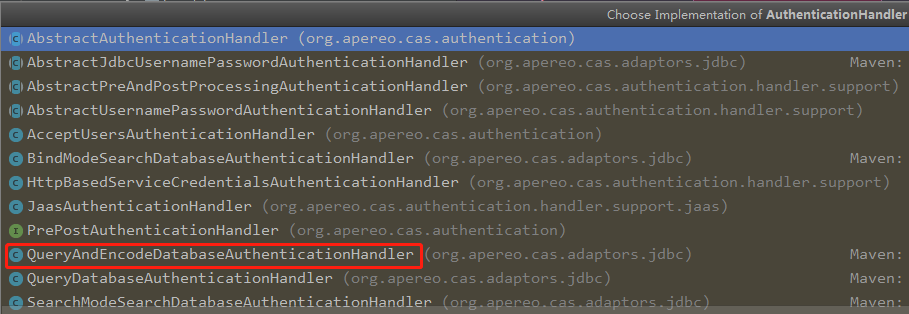 Choose Implementation of AuthenticationHandler
AbstractAuthenticationHandler (org.apereo.cas.authentication)
AbstractJdbcUsernamePasswordAuthenticationHandler (org.apereo.cas.adaptors.jdbc) Maven:
AbstractPreAndPostProcessingAuthenticationHandler (org.apereo.cas.authentication.handler.support)
AbstractUsernamePasswordAuthenticationHandler (org.apereo.cas.authentication.handler.support)
AcceptUsersAuthenticationHandler (org.apereo.cas.authentication)
BindModeSearchDatabaseAuthenticationHandler (org.apereo.cas.adaptors.jdbc) Maven:
HttpBasedServiceCredentialsAuthenticationHandler (org.apereo.cas.authentication.handler.support)
JaasAuthenticationHandler (org.apereo.cas.authentication.handler.support.jaas)
PrePostAuthenticationHandler (org.apereo.cas.authentication)
QueryAndEncodeDatabaseAuthenticationHandler (org.apereo.cas.adaptors.jdbc) Maven:
QueryDatabaseAuthenticationHandler (org.apereo.cas.adaptors.jdbc) Maven:
SearchModeSearchDatabaseAuthenticationHandler (org.apereo.cas.adaptors.jdbc) Maven: